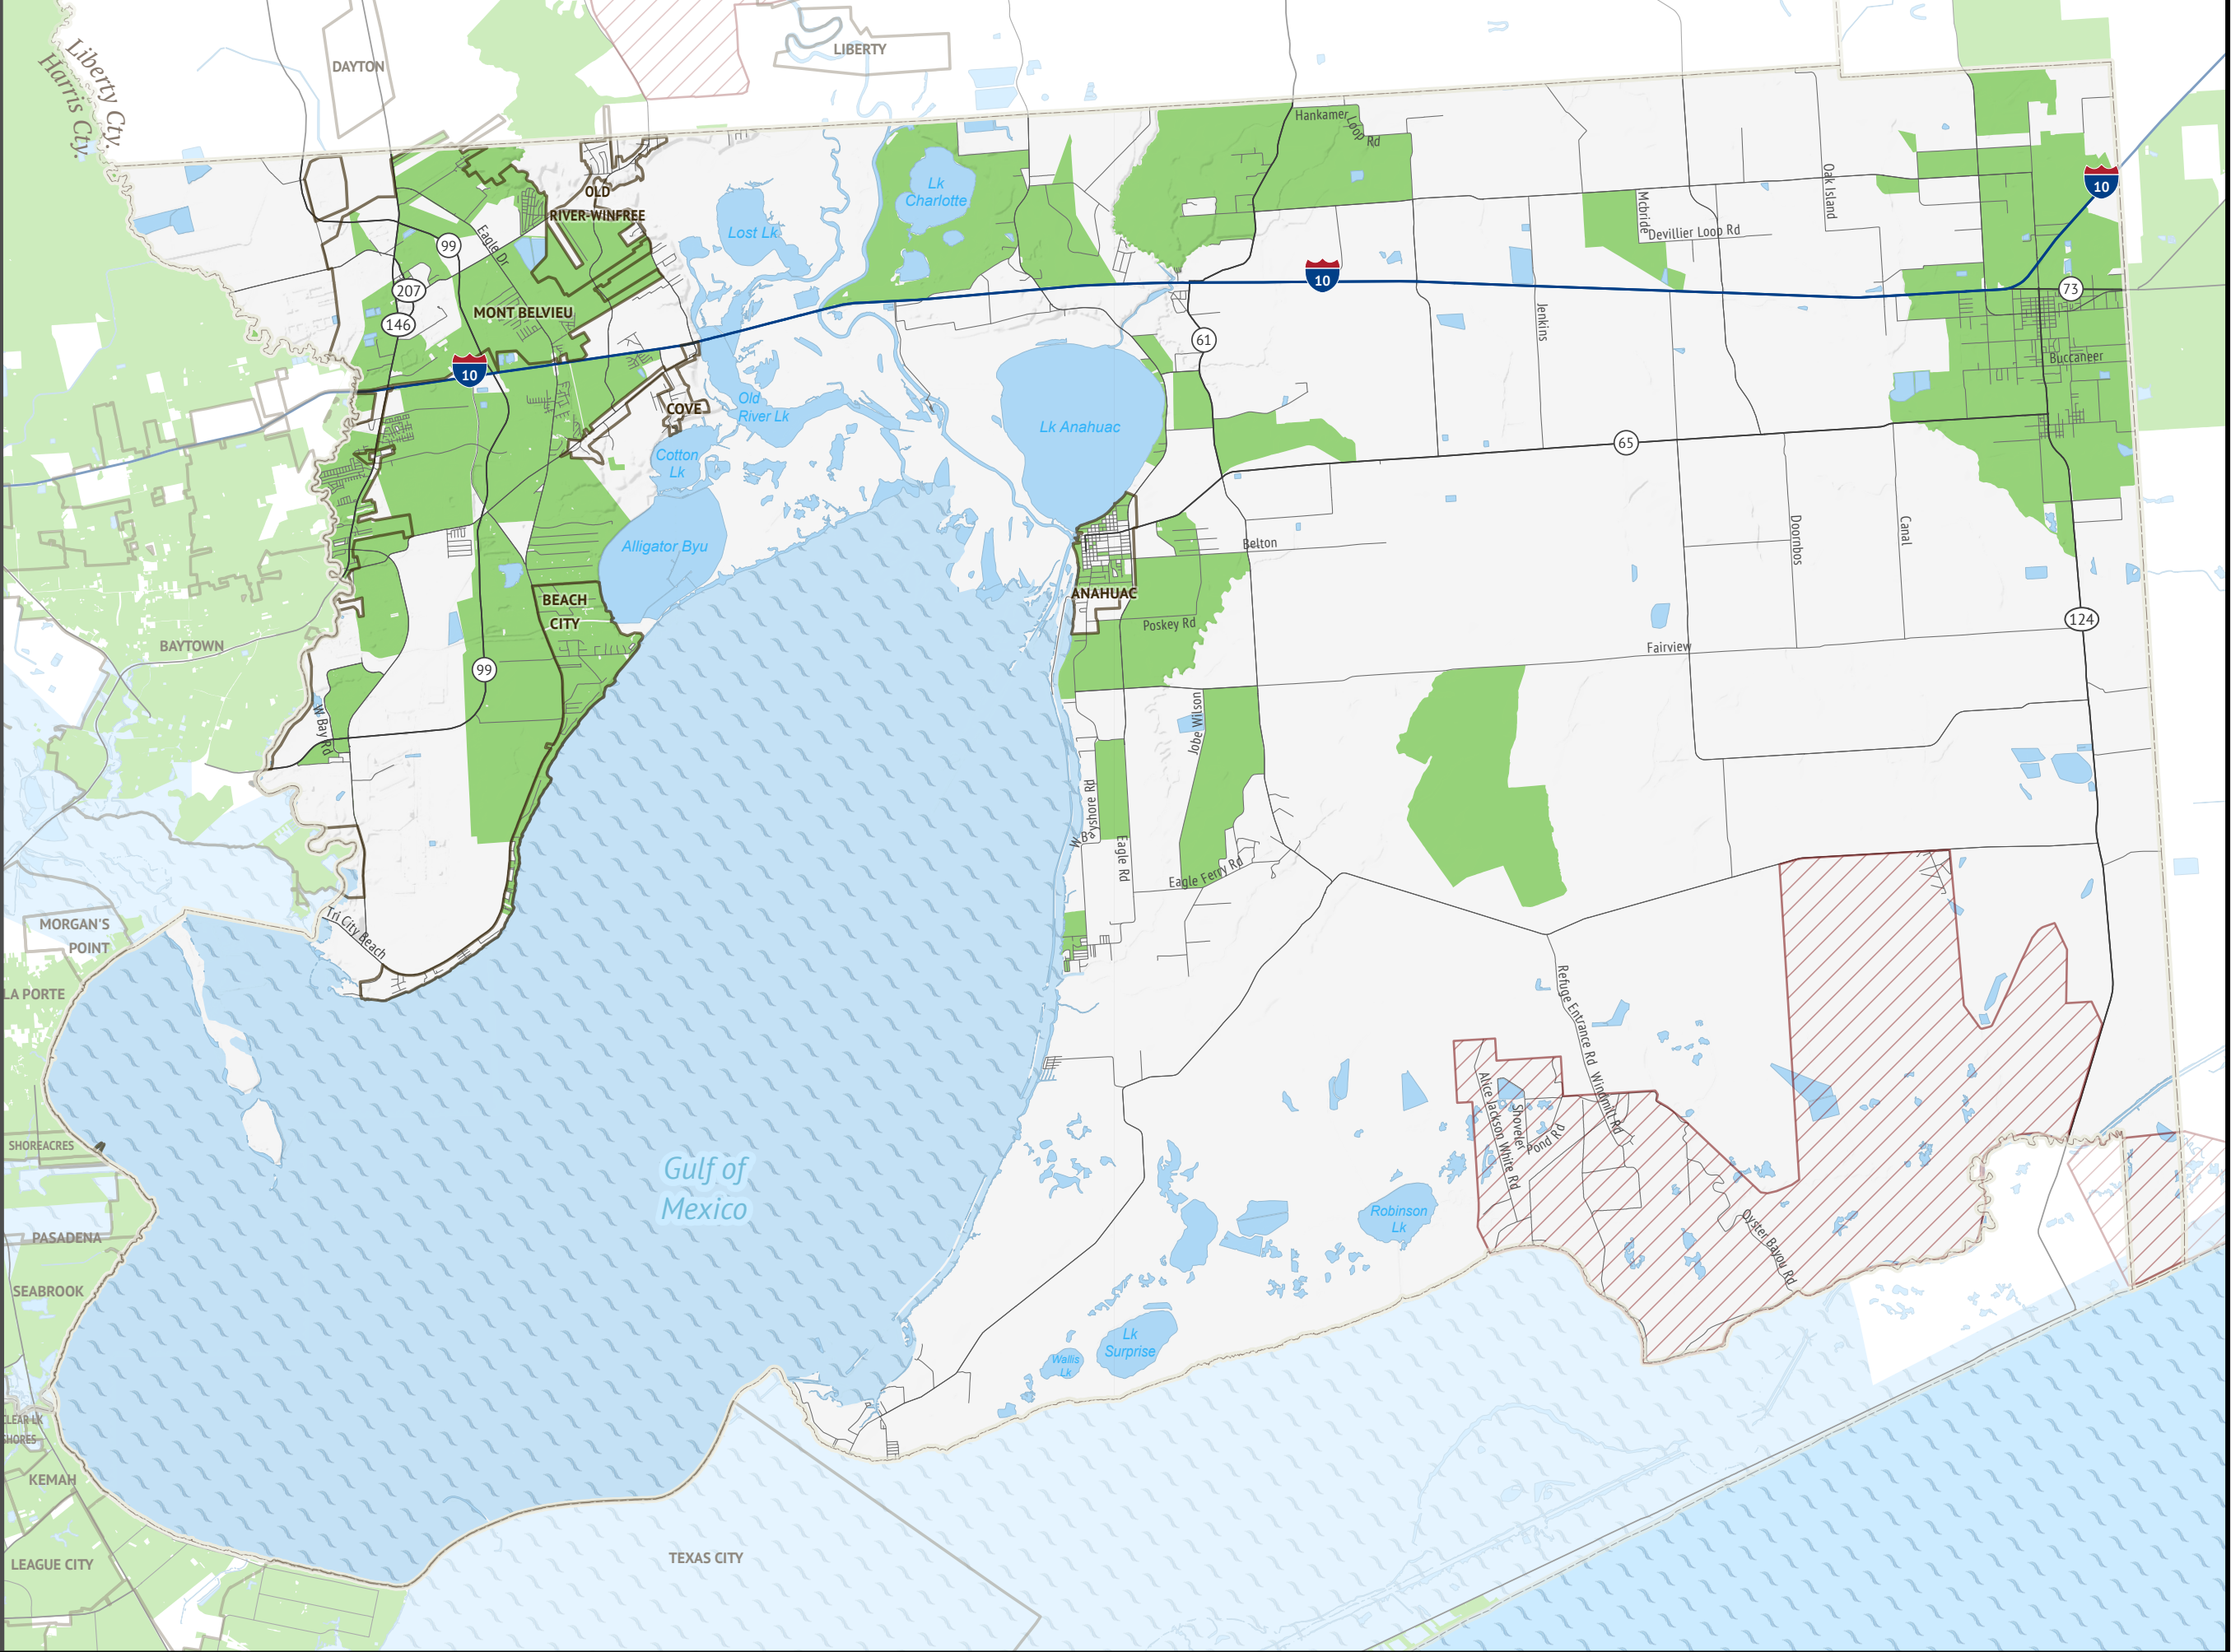 LIBERTY
DAYTON
Liberty Cty.
Harris Cty.
Hankamer
Loop Rd
OLD
RIVER-WINFREE
Lk
Charlotte
Lost Lk
Oak Island
10
Mcbride
Devillier Loop Rd
99
Eagle Dr
207
146
MONT BELVIEU
10
10
73
61
Jenkins
Buccaneer
COVE
Old
River Lk
Lk Anahuac
65
Cotton
Lk
Alligator Byu
Belton
Doornbos
Canal
BEACH
CITY
ANAHUAC
Poskey Rd
124
BAYTOWN
Fairview
99
W Bay Rd
Jobe Wilson
W Bayshore Rd
Eagle Rd
Eagle Ferry Rd
MORGAN'S
POINT
Tri City Beach
LA PORTE
Refuge Entrance Rd
Windmill Rd
Alice Jackson White Rd
Shoveler
Pond Rd
SHOREACRES
Gulf of
Mexico
Robinson
Lk
Oyster Bayou Rd
PASADENA
SEABROOK
Lk
Surprise
Wallis
Lk
CLEAR LK
SHORES
KEMAH
LEAGUE CITY
TEXAS CITY